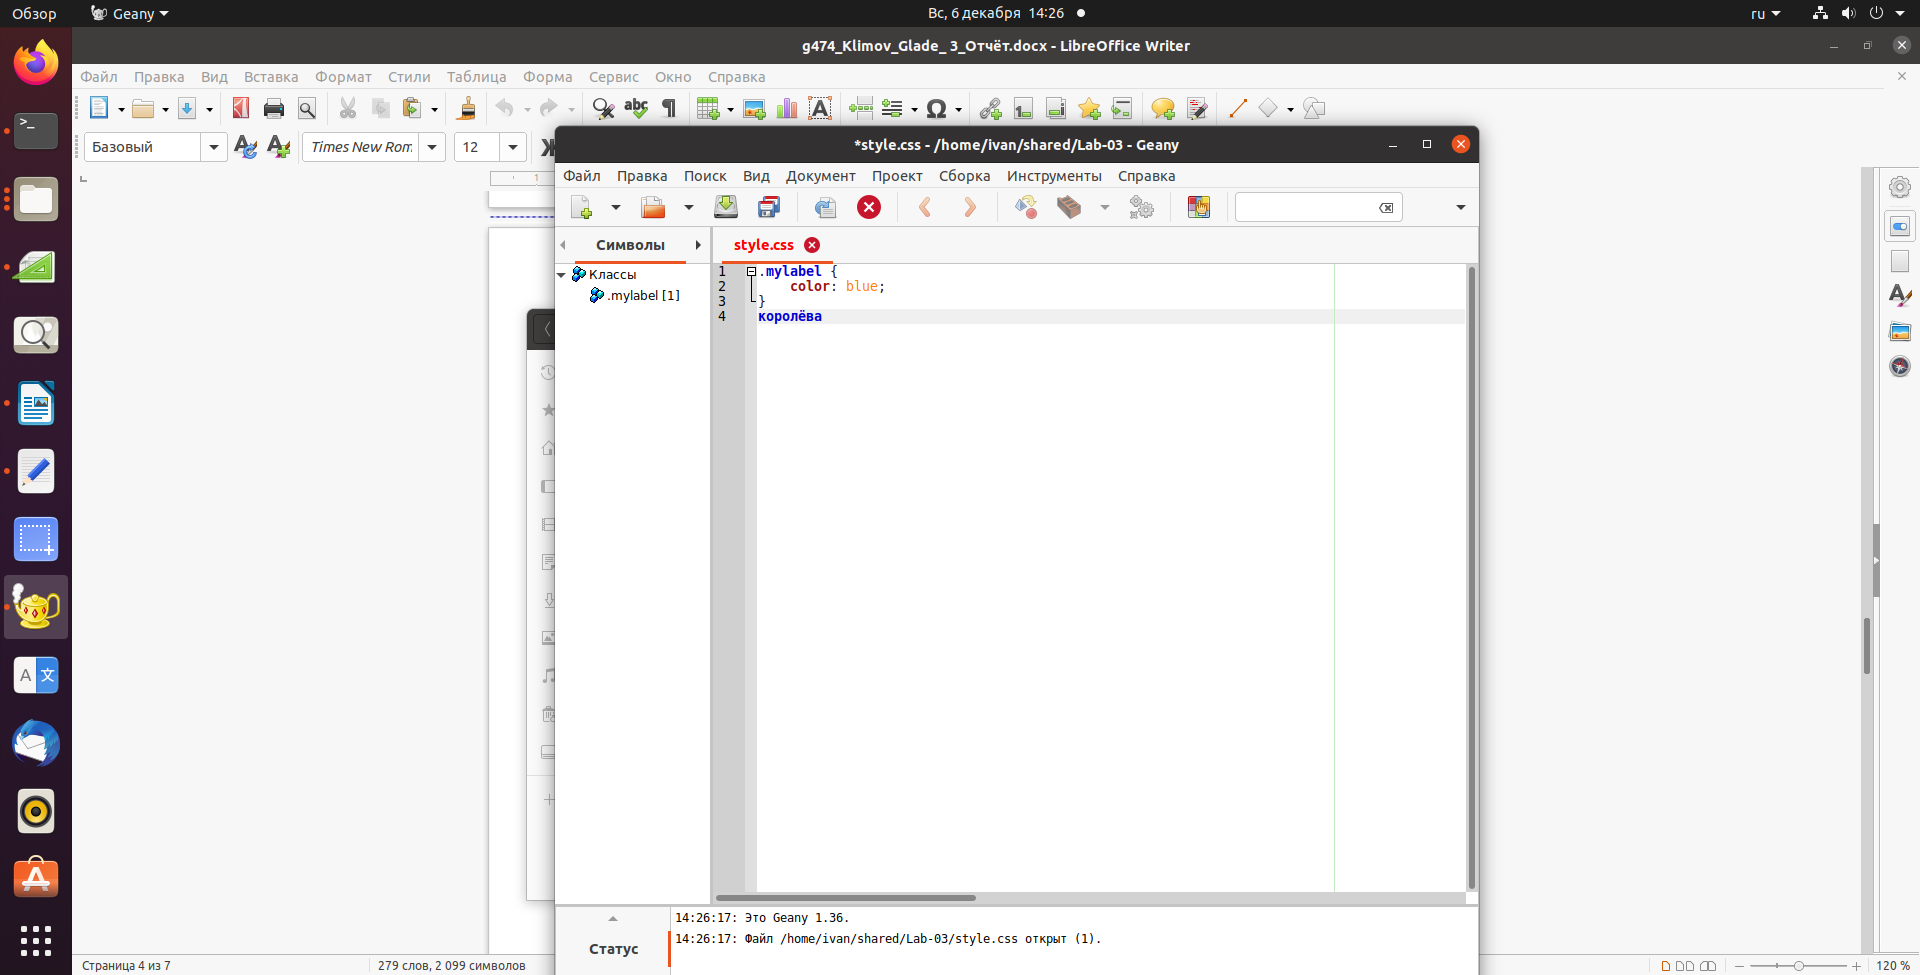 Обзор
Geany
Вс, 6 декабря 14:26
ru
g474_Klimov_Glade_ 3_Отчёт.docx - LibreOffice Writer
Файл Правка Вид Вставка Формат Стили Таблица Форма Сервис Окно Справка
Базовый
Times New Rom
12
Ж
1
*style.css - /home/ivan/shared/Lab-03 - Geany
Файл Правка Поиск Вид Документ Проект Сборка Инструменты Справка
Символы
style.css
Классы
.mylabel [1]
1 .mylabel {
2 color: blue;
3 }
4 королёва
Статус
14:26:17: Это Geany 1.36.
14:26:17: Файл /home/ivan/shared/Lab-03/style.css открыт (1).
Страница 4 из 7
279 слов, 2 099 символов
120 %